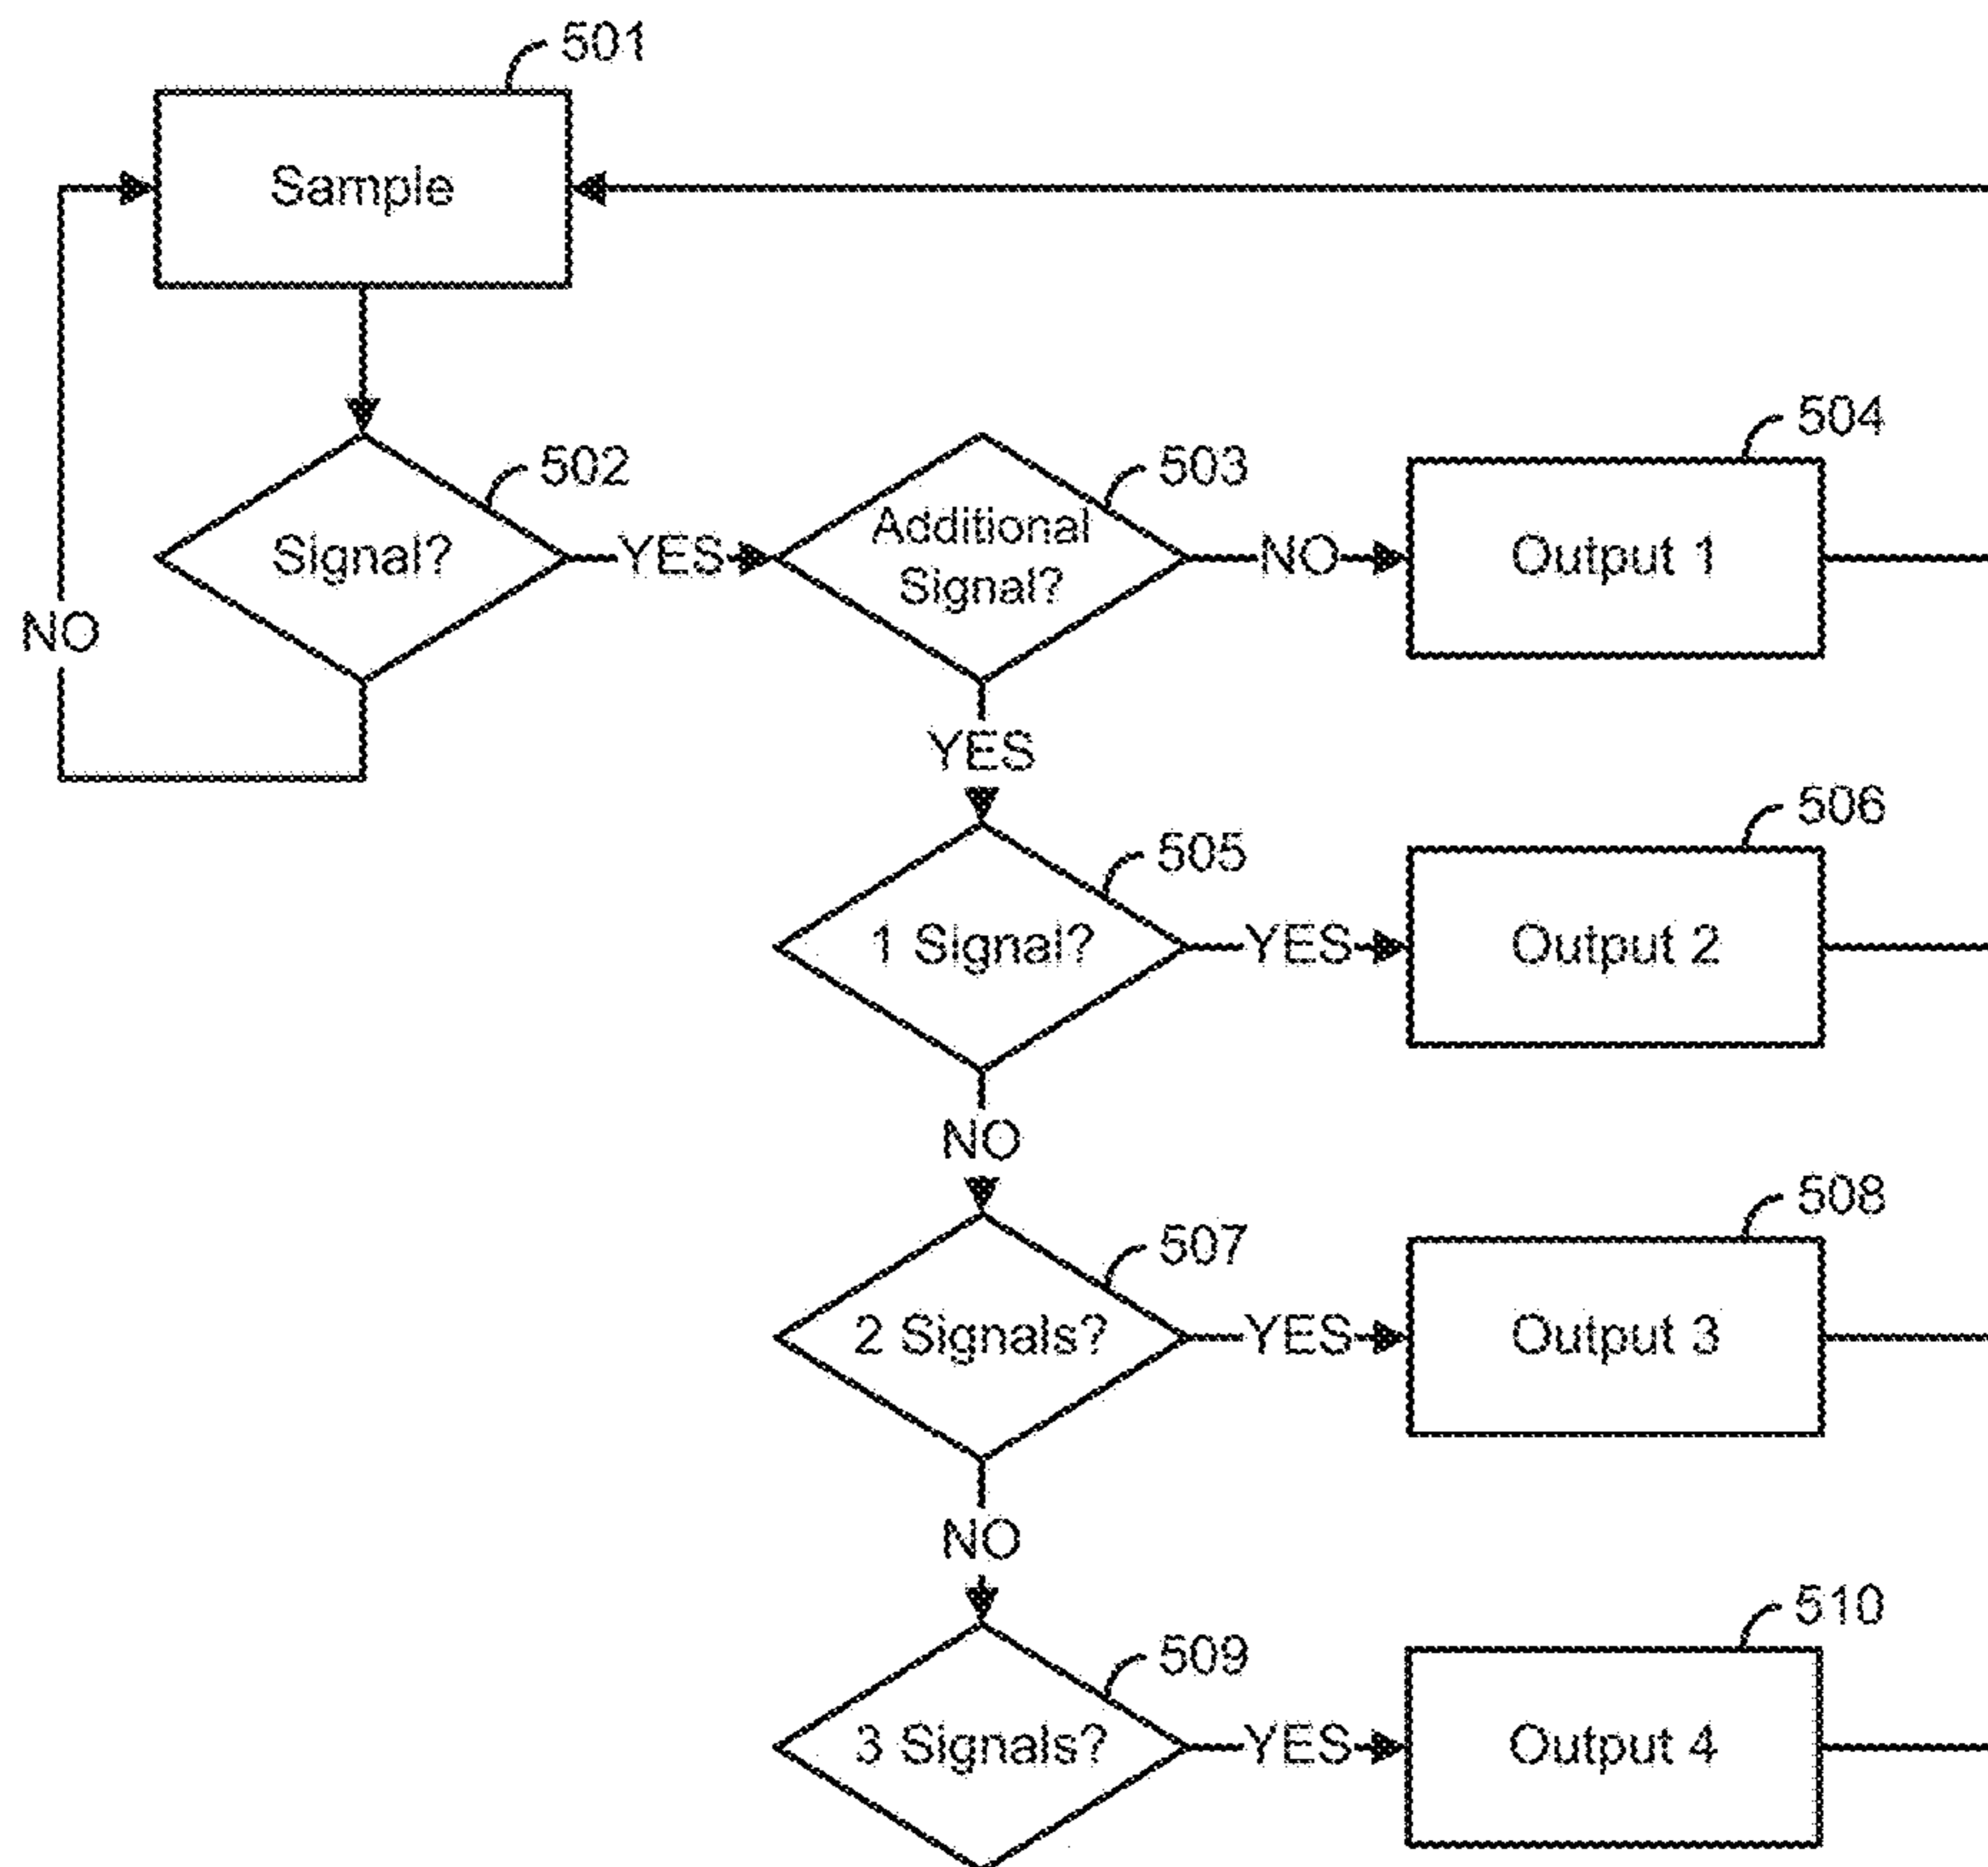 501
Sample
502
Signal?
YES
NO
503
Additional
Signal?
NO
504
Output 1
YES
505
1 Signal?
YES
506
Output 2
NO
507
2 Signals?
YES
508
Output 3
NO
509
3 Signals?
YES
510
Output 4